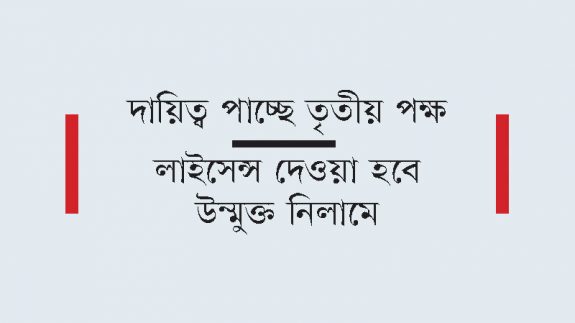 দায়িত্ব পাচ্ছে তৃতীয় পক্ষ
লাইসেন্স দেওয়া হবে
উন্মুক্ত নিলামে